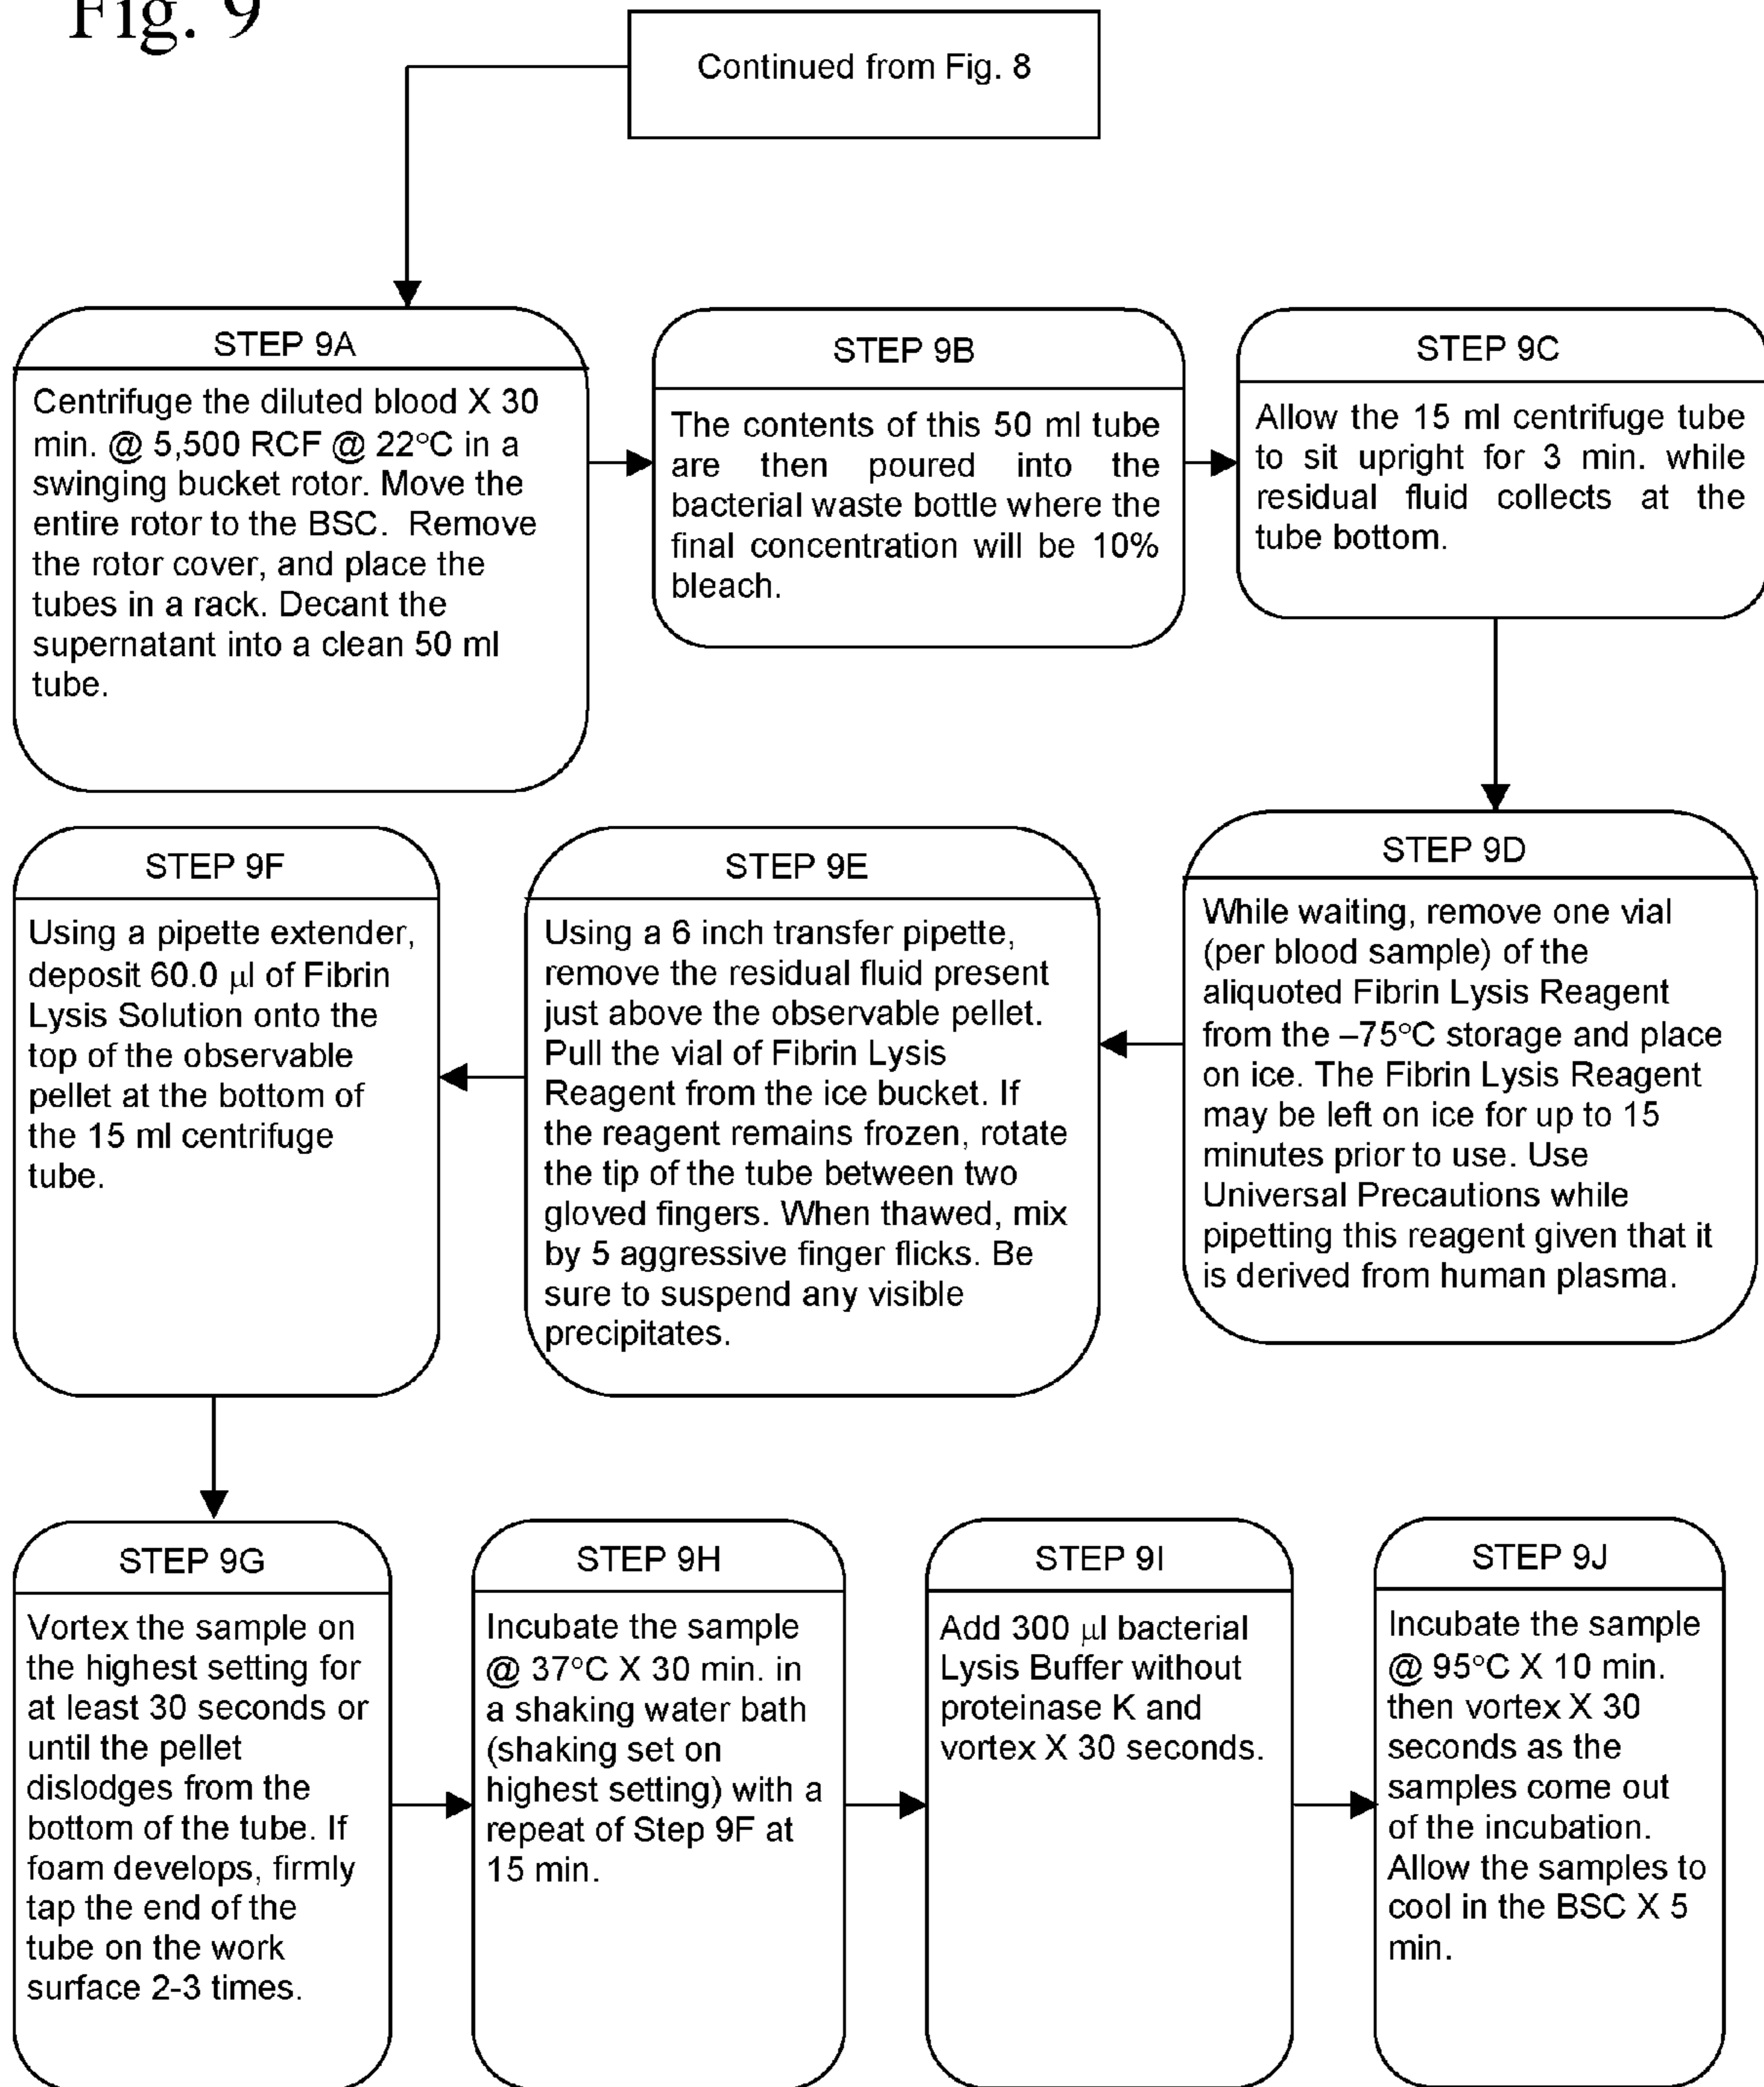 Fig. 9
Continued from Fig. 8
STEP 9A
Centrifuge the diluted blood X 30
min. @ 5,500 RCF @ 22°C in a
swinging bucket rotor. Move the
entire rotor to the BSC. Remove
the rotor cover, and place the
tubes in a rack. Decant the
supernatant into a clean 50 ml
tube.
STEP 9B
The contents of this 50 ml tube
are then poured into the
bacterial waste bottle where the
final concentration will be 10%
bleach.
STEP 9C
Allow the 15 ml centrifuge tube
to sit upright for 3 min. while
residual fluid collects at the
tube bottom.
STEP 9D
While waiting, remove one vial
(per blood sample) of the
aliquoted Fibrin Lysis Reagent
from the –75°C storage and place
on ice. The Fibrin Lysis Reagent
may be left on ice for up to 15
minutes prior to use. Use
Universal Precautions while
pipetting this reagent given that it
is derived from human plasma.
STEP 9E
Using a 6 inch transfer pipette,
remove the residual fluid present
just above the observable pellet.
Pull the vial of Fibrin Lysis
Reagent from the ice bucket. If
the reagent remains frozen, rotate
the tip of the tube between two
gloved fingers. When thawed, mix
by 5 aggressive finger flicks. Be
sure to suspend any visible
precipitates.
STEP 9F
Using a pipette extender,
deposit 60.0 µl of Fibrin
Lysis Solution onto the
top of the observable
pellet at the bottom of
the 15 ml centrifuge
tube.
STEP 9G
Vortex the sample on
the highest setting for
at least 30 seconds or
until the pellet
dislodges from the
bottom of the tube. If
foam develops, firmly
tap the end of the
tube on the work
surface 2-3 times.
STEP 9H
Incubate the sample
@ 37°C X 30 min. in
a shaking water bath
(shaking set on
highest setting) with a
repeat of Step 9F at
15 min.
STEP 9I
Add 300 µl bacterial
Lysis Buffer without
proteinase K and
vortex X 30 seconds.
STEP 9J
Incubate the sample
@ 95°C X 10 min.
then vortex X 30
seconds as the
samples come out
of the incubation.
Allow the samples to
cool in the BSC X 5
min.